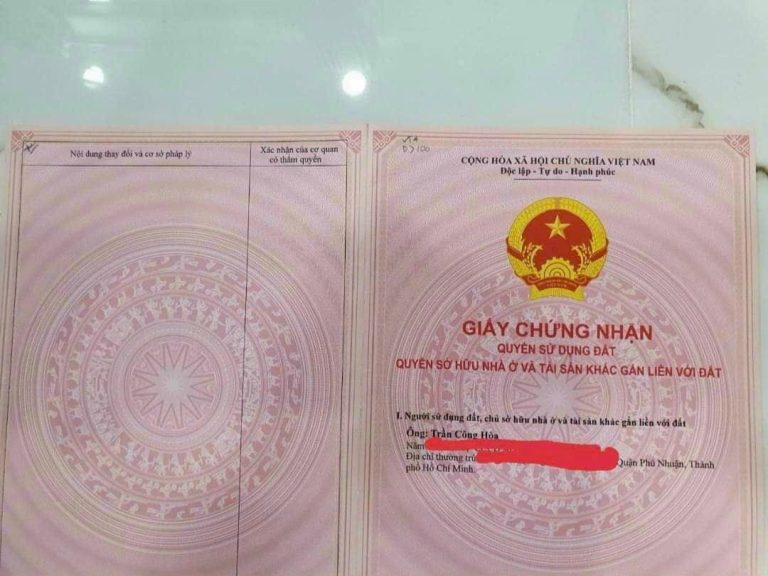 Nội dung thay đổi và cơ sở pháp lý
Xác nhận của cơ quan
có thẩm quyền
CỘNG HÒA XÃ HỘI CHỦ NGHĨA VIỆT NAM
Độc lập - Tự do - Hạnh phúc
GIẤY CHỨNG NHẬN
QUYỀN SỬ DỤNG ĐẤT
QUYỀN SỞ HỮU NHÀ Ở VÀ TÀI SẢN KHÁC GẮN LIỀN VỚI ĐẤT
I. Người sử dụng đất, chủ sở hữu nhà ở và tài sản khác gắn liền với đất
Ông: Trần Công Hòa
Năm
Địa chỉ thường trú Quận Phú Nhuận, Thành
phố Hồ Chí Minh.